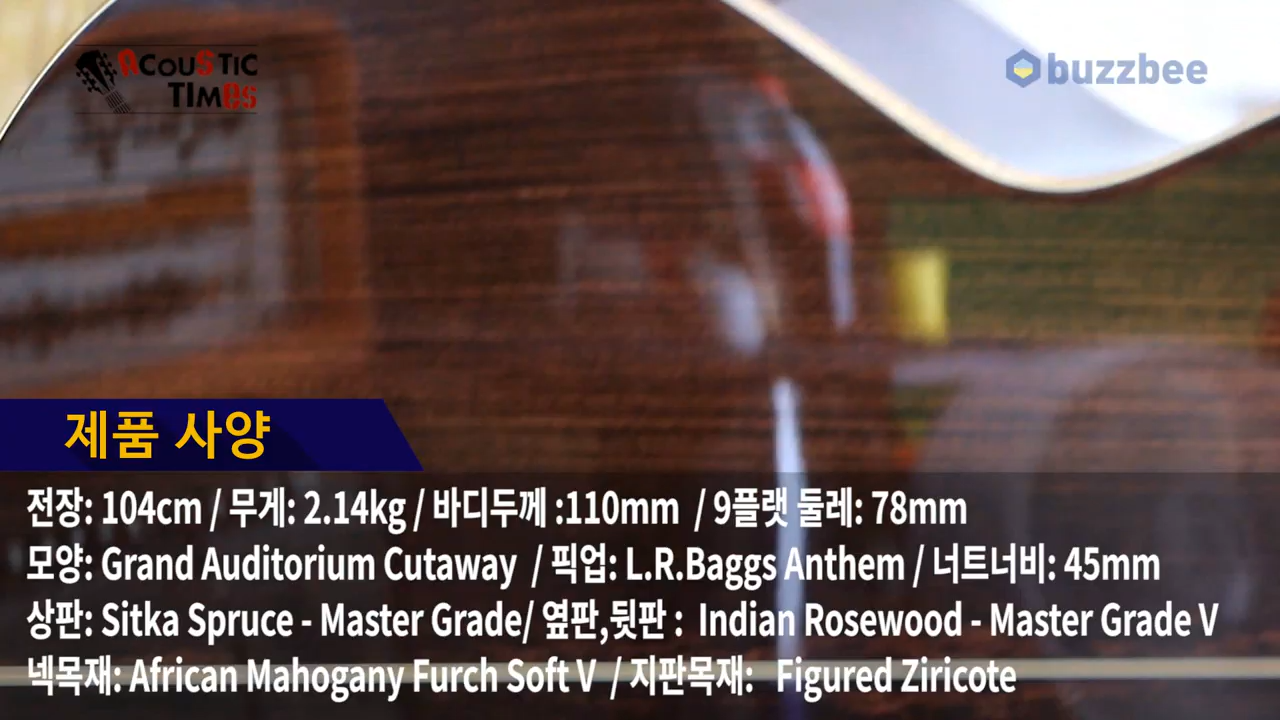 ACOUSTIC
TIMES
buzzbee
제품 사양
전장: 104cm / 무게: 2.14kg / 바디두께 :110mm / 9플랫 둘레: 78mm
모양: Grand Auditorium Cutaway / 픽업: L.R.Baggs Anthem / 너트너비: 45mm
상판: Sitka Spruce - Master Grade/ 옆판,뒷판 : Indian Rosewood - Master Grade V
넥목재: African Mahogany Furch Soft V / 지판목재: Figured Ziricote